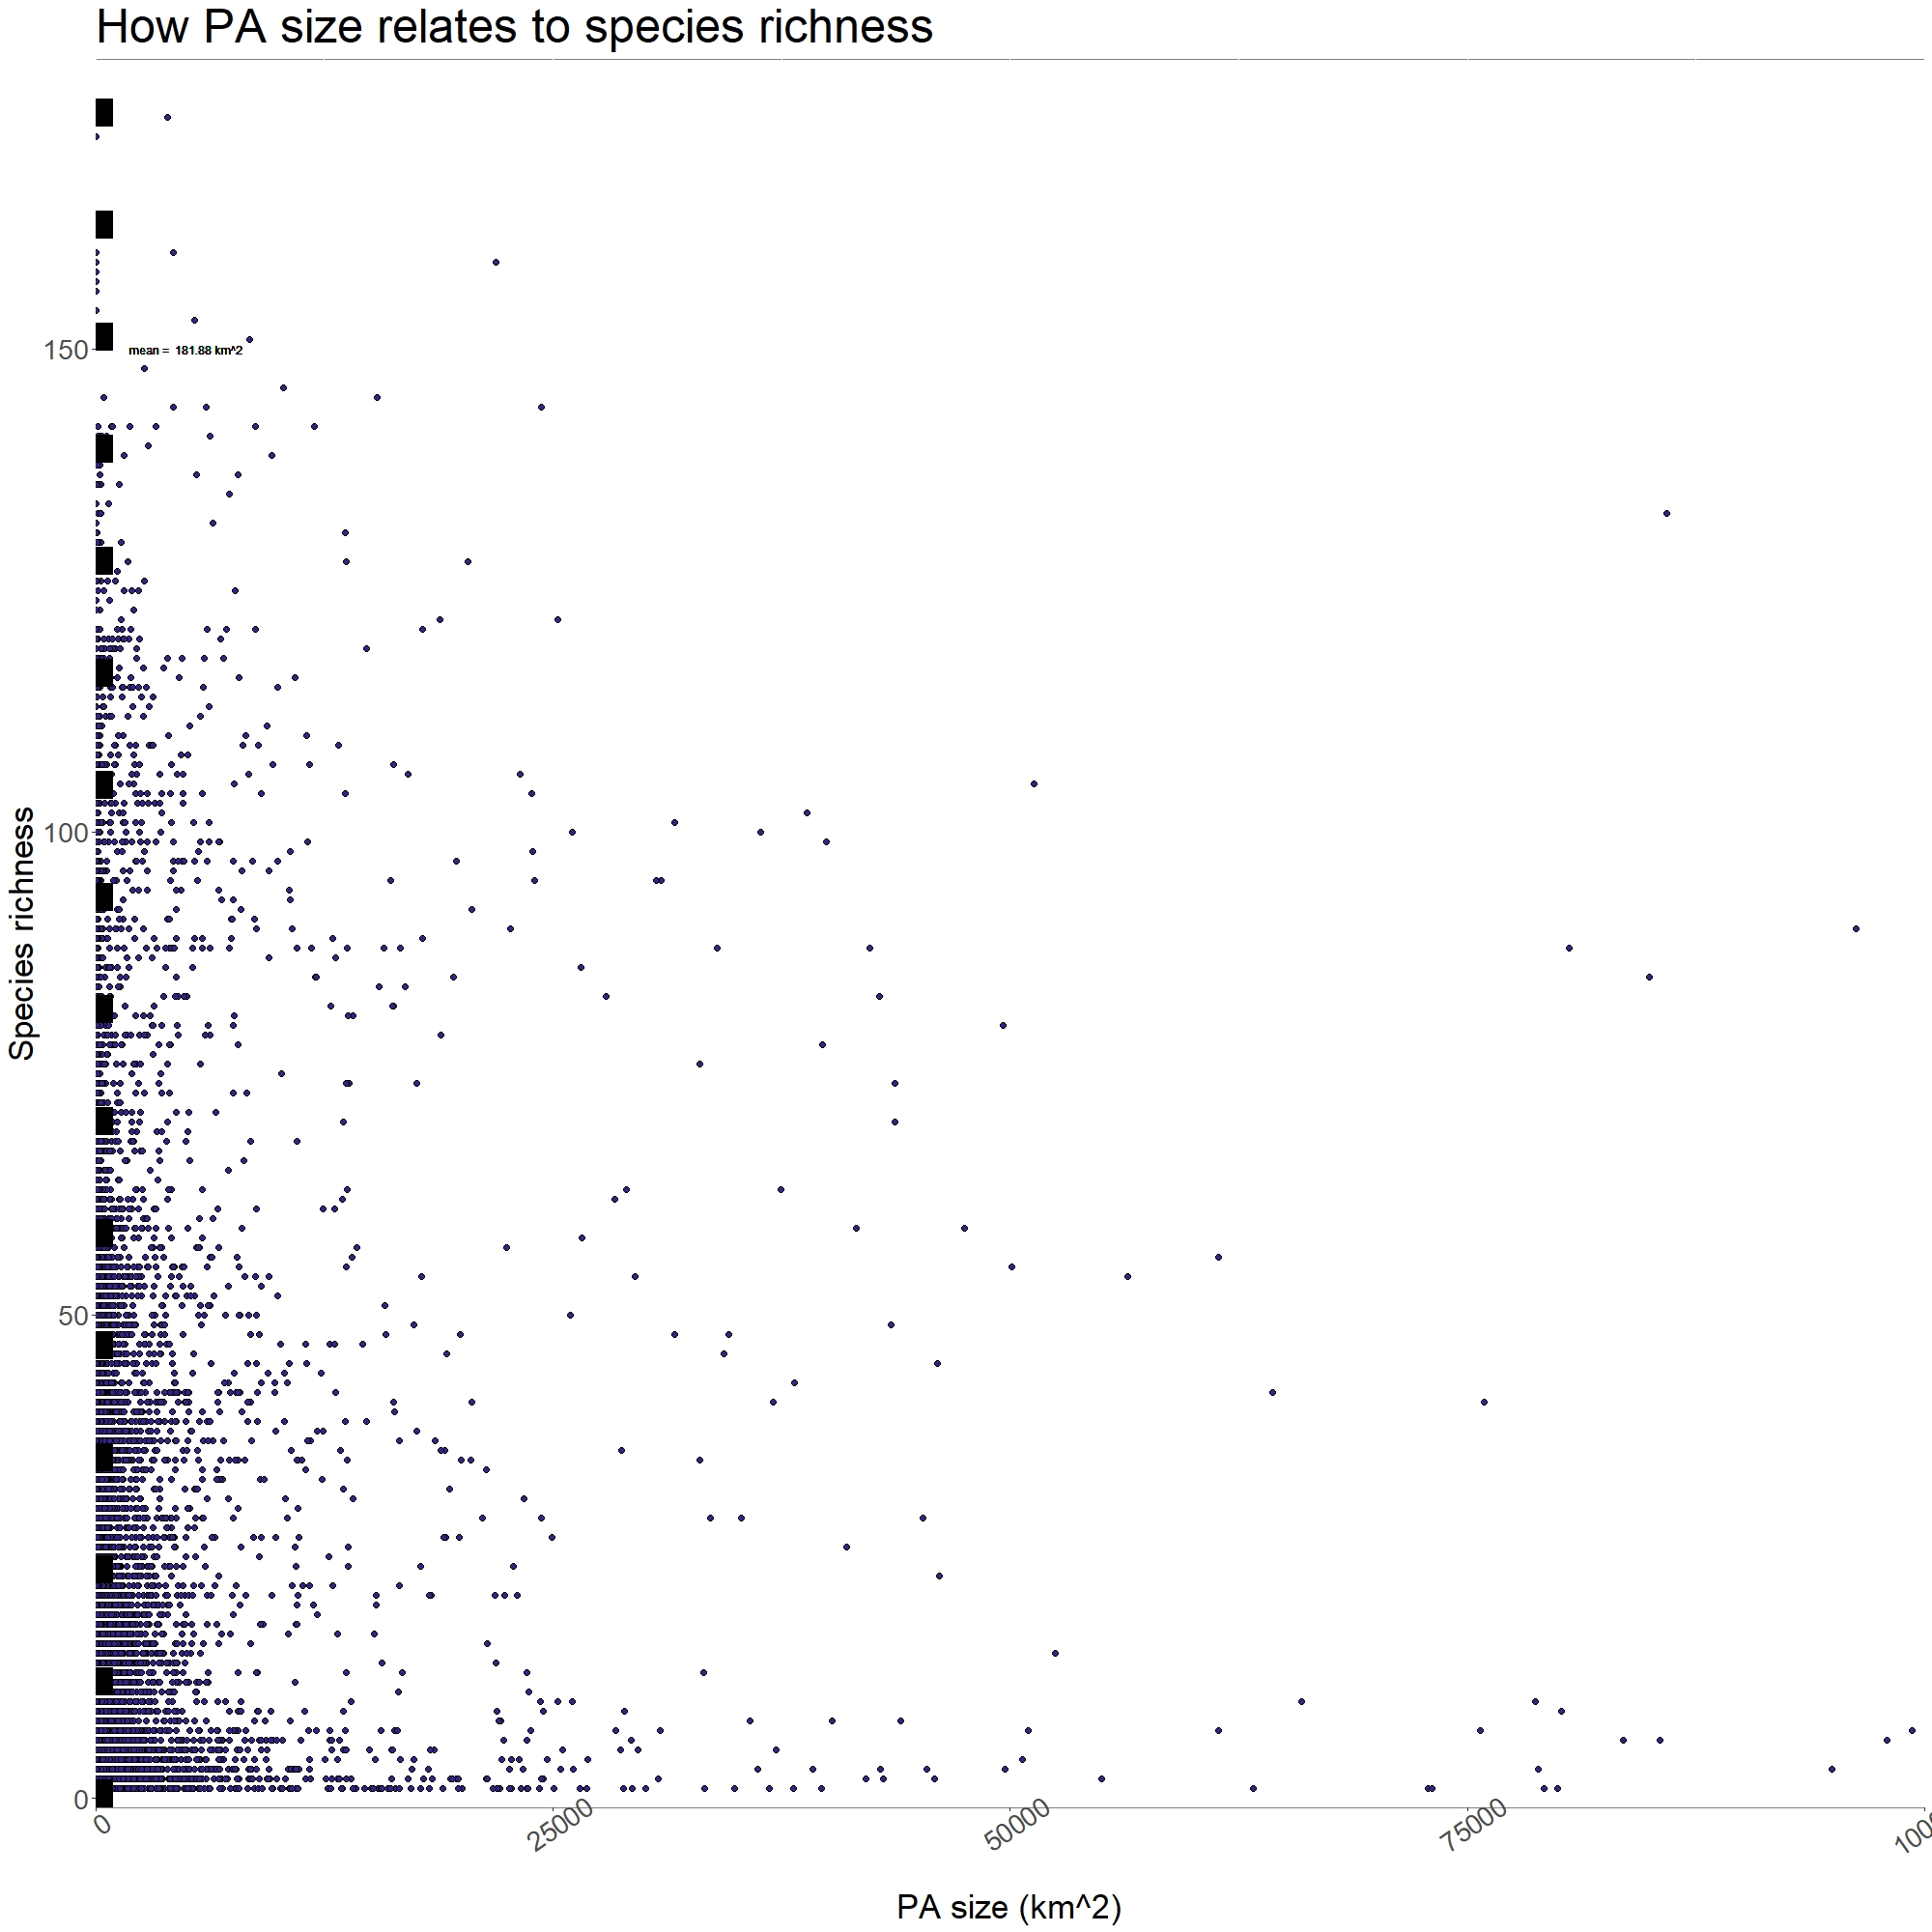 How PA size relates to species richness
mean = 181.88 km^2
150
100
50
0
Species richness
0
25000
50000
75000
1000
PA size (km^2)